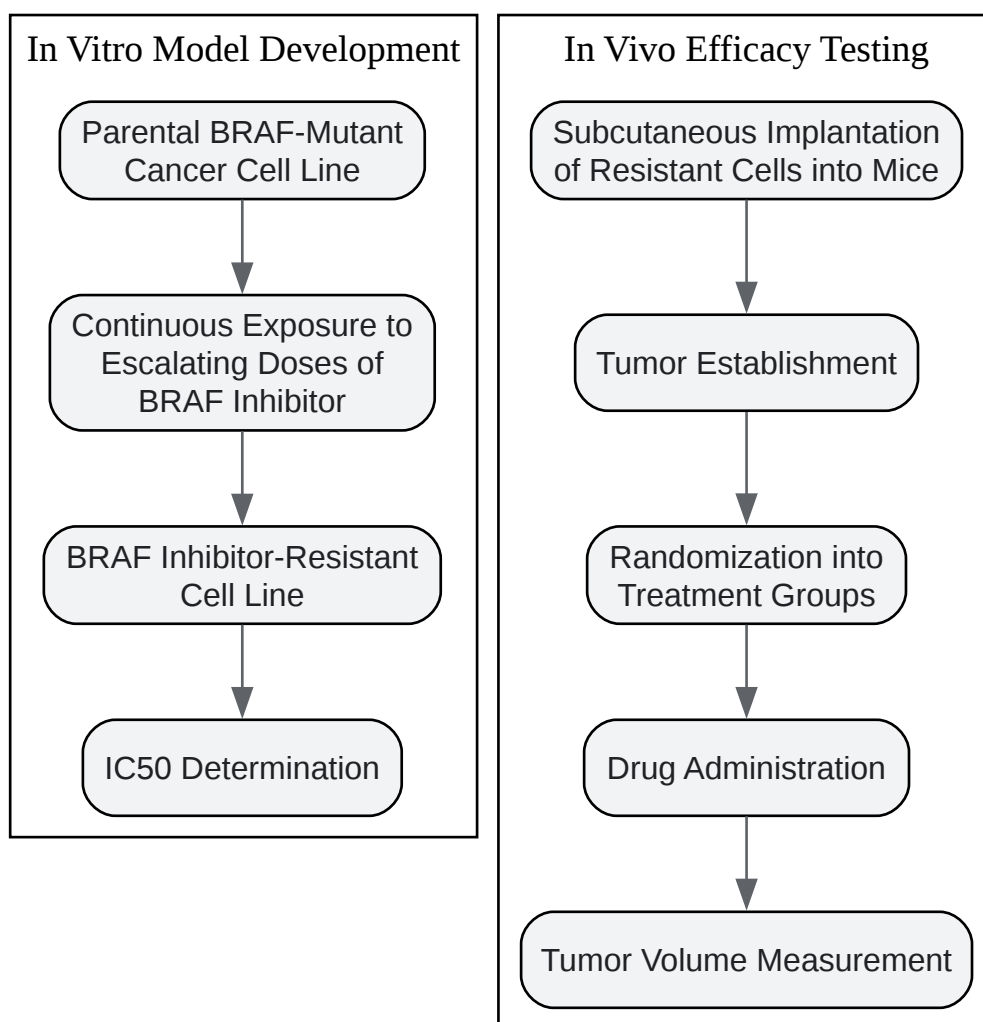 In Vitro Model Development
Parental BRAF-Mutant
Cancer Cell Line
Continuous Exposure to
Escalating Doses of
BRAF Inhibitor
BRAF Inhibitor-Resistant
Cell Line
IC50 Determination
In Vivo Efficacy Testing
Subcutaneous Implantation
of Resistant Cells into Mice
Tumor Establishment
Randomization into
Treatment Groups
Drug Administration
Tumor Volume Measurement